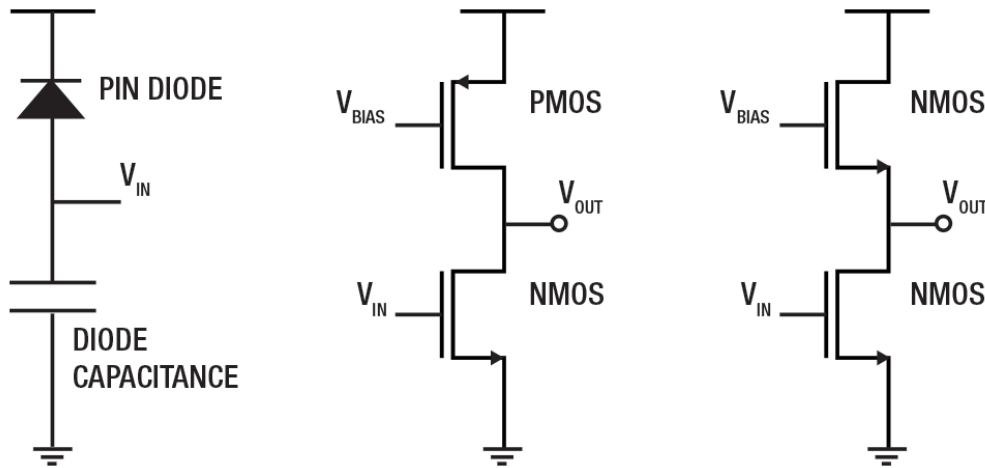 PIN DIODE
V_IN
DIODE
CAPACITANCE
V_BIAS
PMOS
V_OUT
V_IN
NMOS
V_BIAS
NMOS
V_OUT
V_IN
NMOS